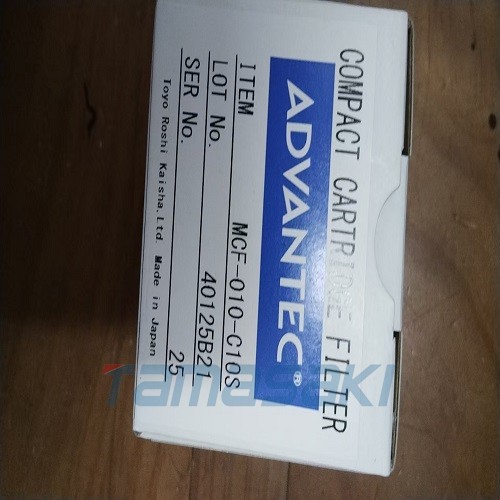 COMPACT CARTRIDGE FILTER
ADVANTEC®
ITEM MCF-010-C10S
LOT No. 40125B21
SER No. 25
Toyo Roshi Kaisha.Ltd. Made in Japan
Tamasaki